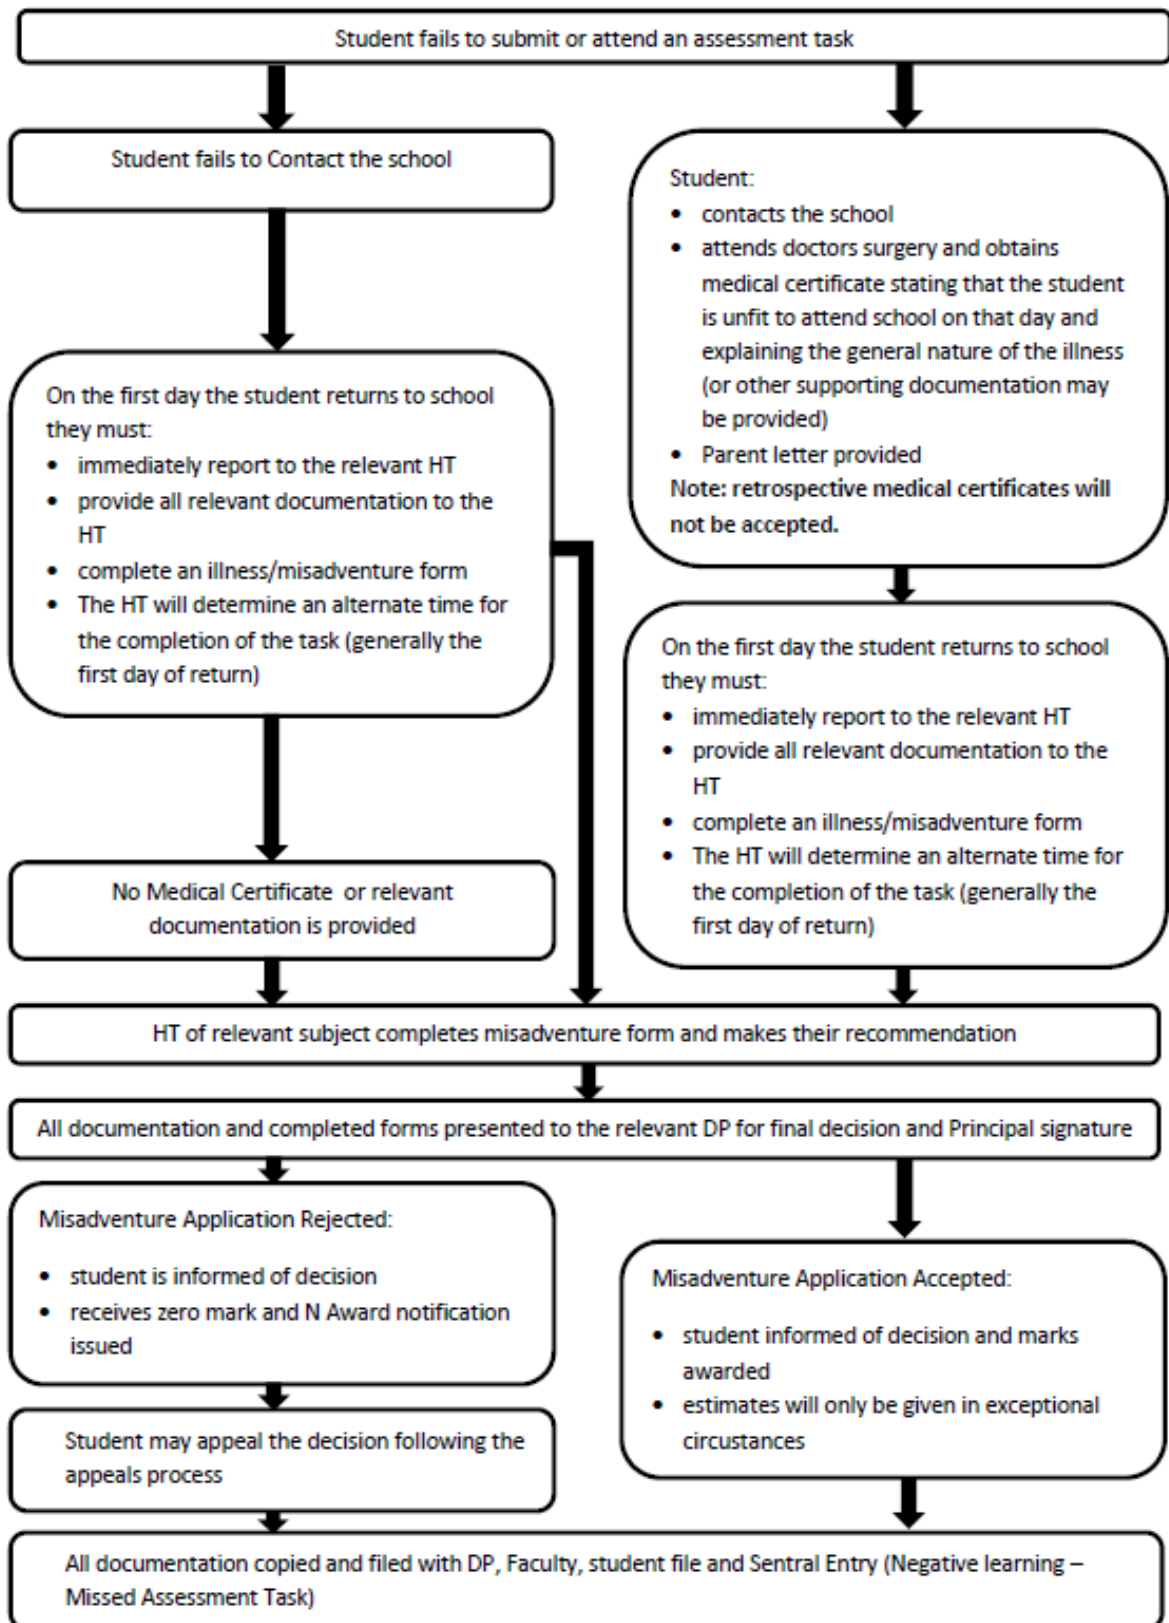 Student fails to submit or attend an assessment task
Student fails to Contact the school
Student:
• contacts the school
• attends doctors surgery and obtains
medical certificate stating that the student
is unfit to attend school on that day and
explaining the general nature of the illness
(or other supporting documentation may
be provided)
• Parent letter provided
Note: retrospective medical certificates will
not be accepted.
On the first day the student returns to school
they must:
• immediately report to the relevant HT
• provide all relevant documentation to the
HT
• complete an illness/misadventure form
• The HT will determine an alternate time for
the completion of the task (generally the
first day of return)
On the first day the student returns to school
they must:
• immediately report to the relevant HT
• provide all relevant documentation to the
HT
• complete an illness/misadventure form
• The HT will determine an alternate time for
the completion of the task (generally the
first day of return)
No Medical Certificate or relevant
documentation is provided
HT of relevant subject completes misadventure form and makes their recommendation
All documentation and completed forms presented to the relevant DP for final decision and Principal signature
Misadventure Application Rejected:
• student is informed of decision
• receives zero mark and N Award notification
issued
Misadventure Application Accepted:
• student informed of decision and marks
awarded
• estimates will only be given in exceptional
circustances
Student may appeal the decision following the
appeals process
All documentation copied and filed with DP, Faculty, student file and Sentral Entry (Negative learning –
Missed Assessment Task)